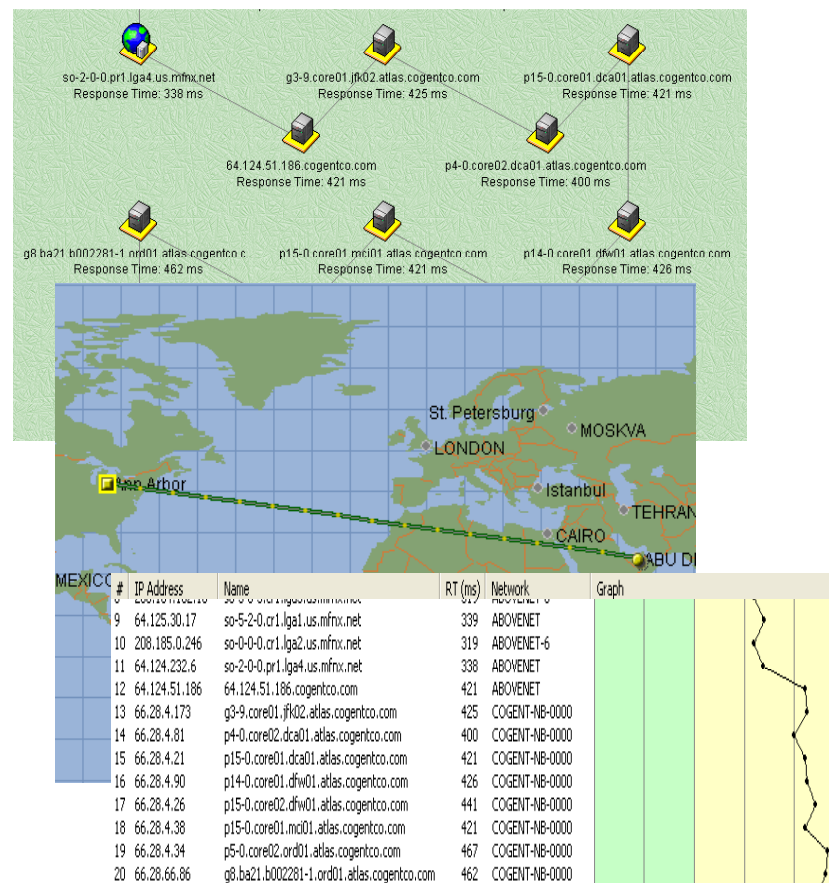 so-2-0-0.pr1.lga4.us.mfnx.net
Response Time: 338 ms
g3-9.core01.jfk02.atlas.cogentco.com
Response Time: 425 ms
p15-0.core01.dca01.atlas.cogentco.com
Response Time: 421 ms
64.124.51.186.cogentco.com
Response Time: 421 ms
p4-0.core02.dca01.atlas.cogentco.com
Response Time: 400 ms
g8.ba21.b002281-1.ord01.atlas.cogentco.c
Response Time: 462 ms
p15-0.core01.mci01.atlas.cogentco.com
Response Time: 421 ms
p14-0.core01.dfw01.atlas.cogentco.com
Response Time: 426 ms
St. Petersburg
MOSKVA
LONDON
Ann Arbor
Istanbul
TEHRAN
CAIRO
ABU D
MEXIC
# IP Address Name RT (ms) Network Graph
9 64.125.30.17 so-5-2-0.cr1.lga1.us.mfnx.net 339 ABOVENET
10 208.185.0.246 so-0-0-0.cr1.lga2.us.mfnx.net 319 ABOVENET-6
11 64.124.232.6 so-2-0-0.pr1.lga4.us.mfnx.net 338 ABOVENET
12 64.124.51.186 64.124.51.186.cogentco.com 421 ABOVENET
13 66.28.4.173 g3-9.core01.jfk02.atlas.cogentco.com 425 COGENT-NB-0000
14 66.28.4.81 p4-0.core02.dca01.atlas.cogentco.com 400 COGENT-NB-0000
15 66.28.4.21 p15-0.core01.dca01.atlas.cogentco.com 421 COGENT-NB-0000
16 66.28.4.90 p14-0.core01.dfw01.atlas.cogentco.com 426 COGENT-NB-0000
17 66.28.4.26 p15-0.core02.dfw01.atlas.cogentco.com 441 COGENT-NB-0000
18 66.28.4.38 p15-0.core01.mci01.atlas.cogentco.com 421 COGENT-NB-0000
19 66.28.4.34 p5-0.core02.ord01.atlas.cogentco.com 467 COGENT-NB-0000
20 66.28.66.86 g8.ba21.b002281-1.ord01.atlas.cogentco.com 462 COGENT-NB-0000